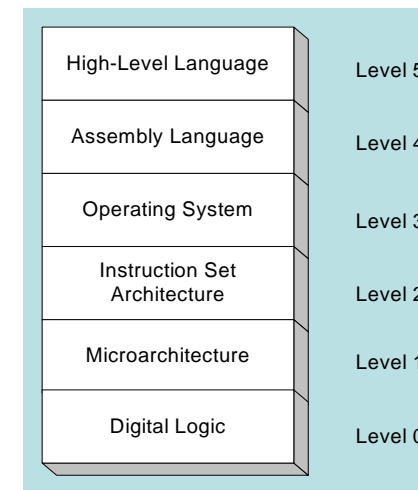 High-Level Language
Level 5
Assembly Language
Level 4
Operating System
Level 3
Instruction Set
Architecture
Level 2
Microarchitecture
Level 1
Digital Logic
Level 0